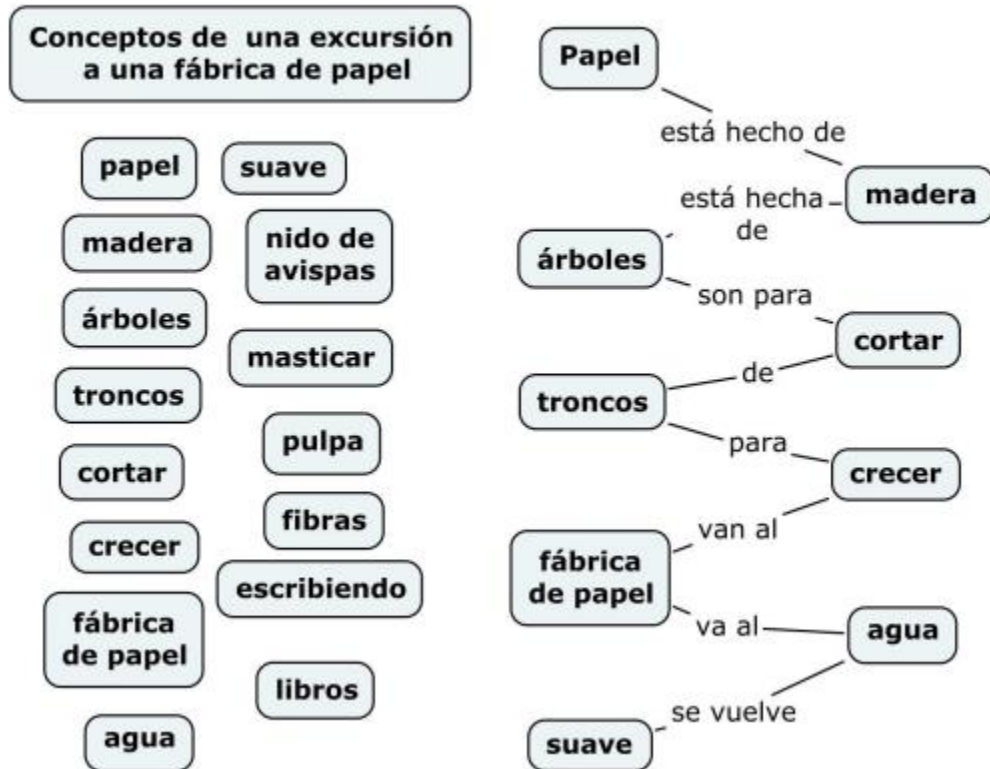 Conceptos de una excursión
a una fábrica de papel
papel
suave
madera
nido de
avispas
árboles
masticar
troncos
pulpa
cortar
fibras
crecer
escribiendo
fábrica
de papel
libros
agua
Papel
está hecho de
madera
está hecha
de
árboles
son para
cortar
de
troncos
para
crecer
van al
fábrica
de papel
va al
agua
se vuelve
suave